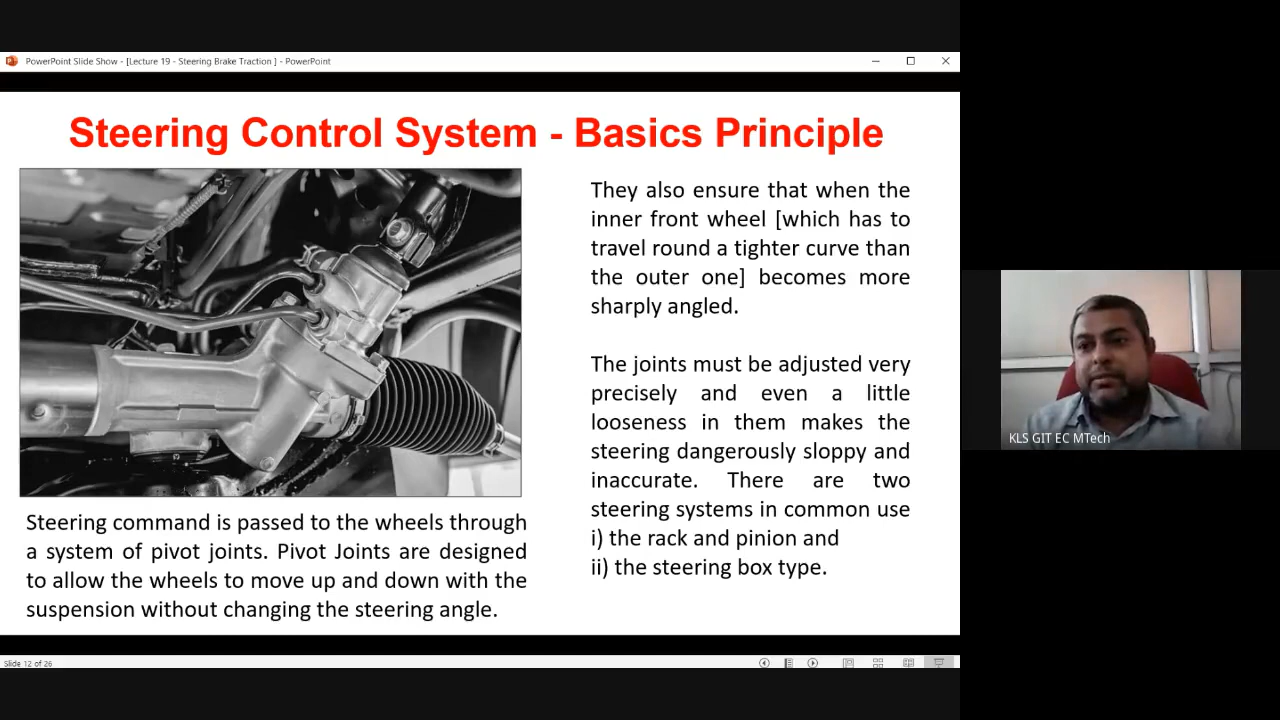 PowerPoint Slide Show - [Lecture 19 - Steering Brake Traction ] - PowerPoint
Steering Control System - Basics Principle
Steering command is passed to the wheels through
a system of pivot joints. Pivot Joints are designed
to allow the wheels to move up and down with the
suspension without changing the steering angle.
They also ensure that when the
inner front wheel [which has to
travel round a tighter curve than
the outer one] becomes more
sharply angled.
The joints must be adjusted very
precisely and even a little
looseness in them makes the
steering dangerously sloppy and
inaccurate. There are two
steering systems in common use
i) the rack and pinion and
ii) the steering box type.
KLS GIT EC MTech
Slide 12 of 26